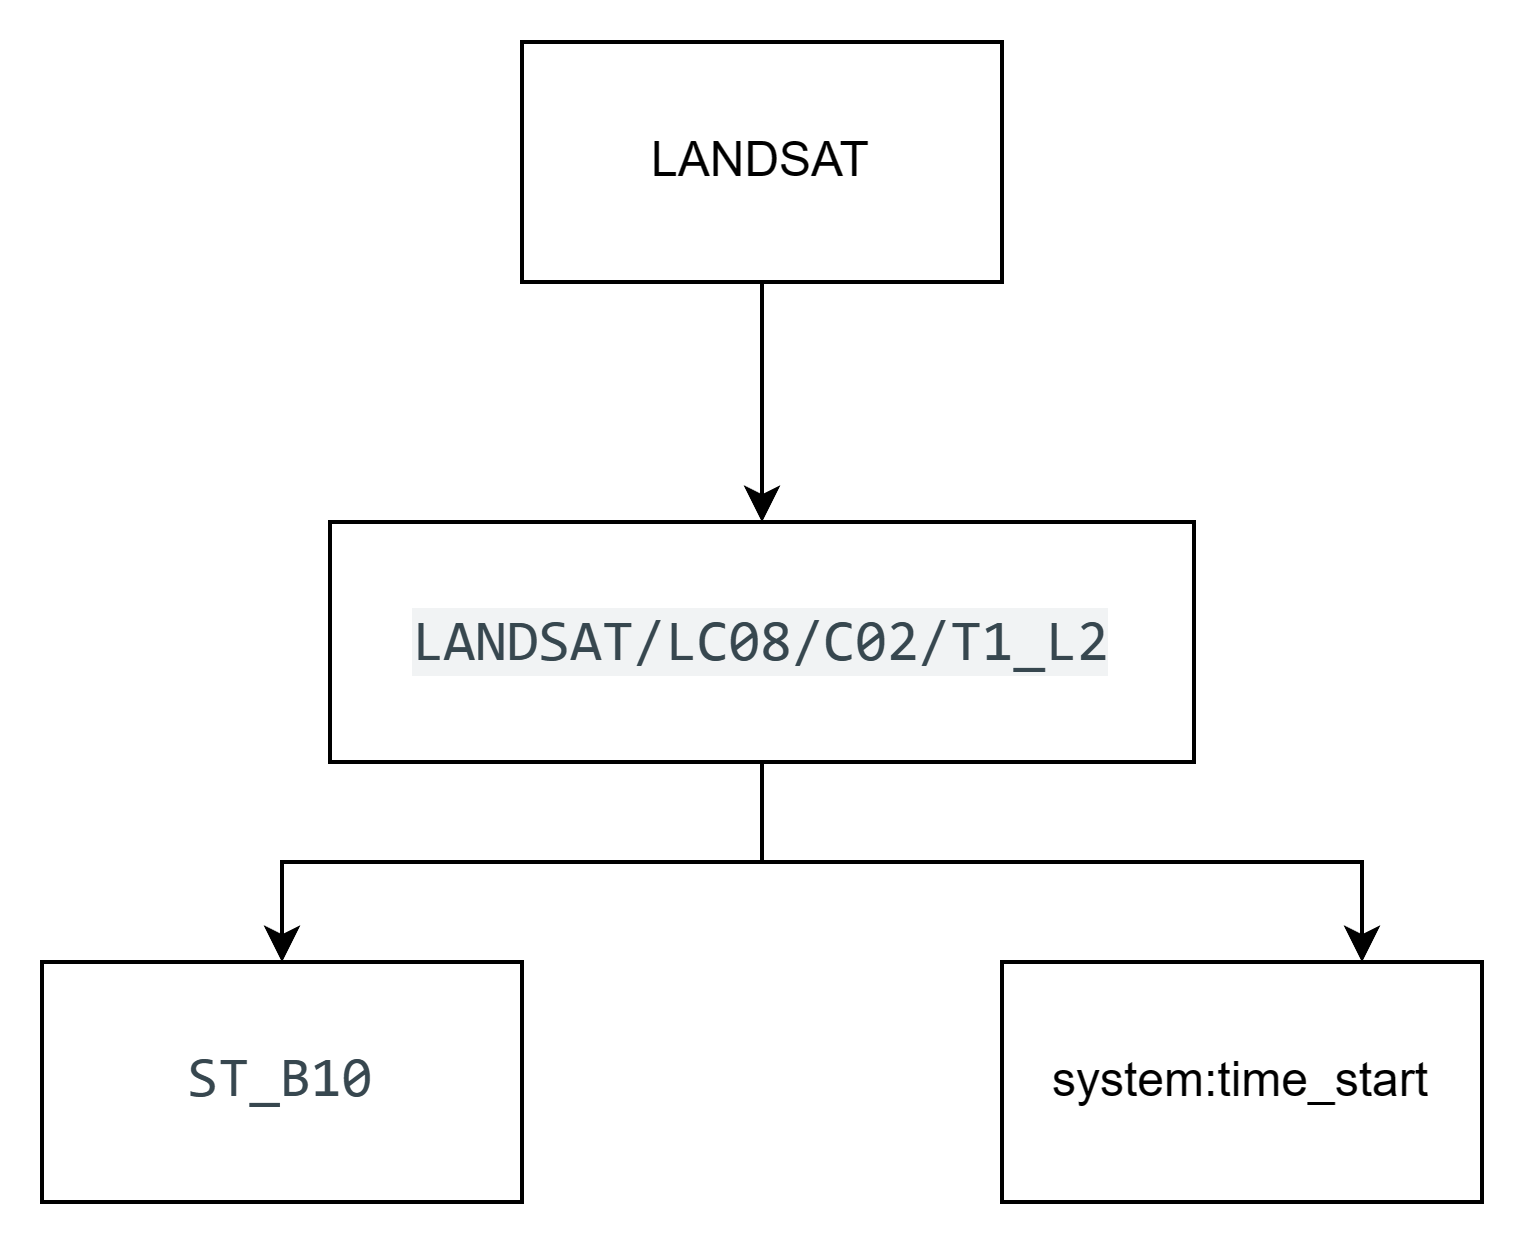 LANDSAT
LANDSAT/LC08/C02/T1_L2
ST_B10
system:time_start